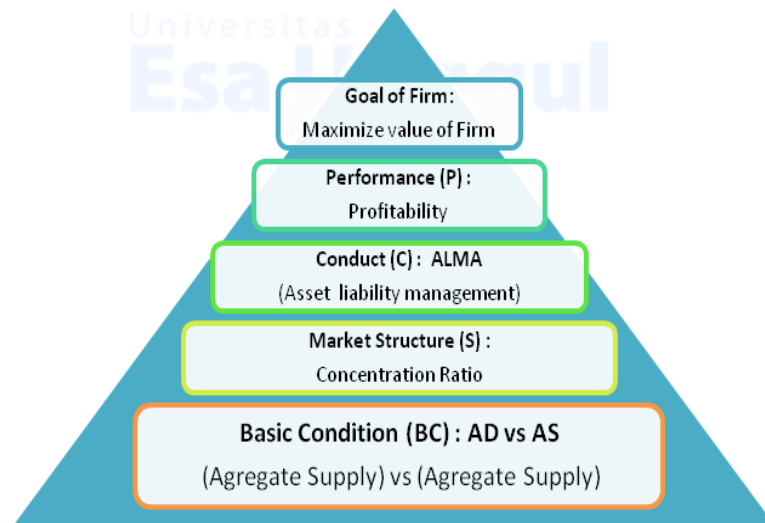 Universitas
Esa Unggul
Goal of Firm:
Maximize value of Firm
Performance (P) :
Profitability
Conduct (C) : ALMA
(Asset liability management)
Market Structure (S) :
Concentration Ratio
Basic Condition (BC) : AD vs AS
(Agregate Supply) vs (Agregate Supply)